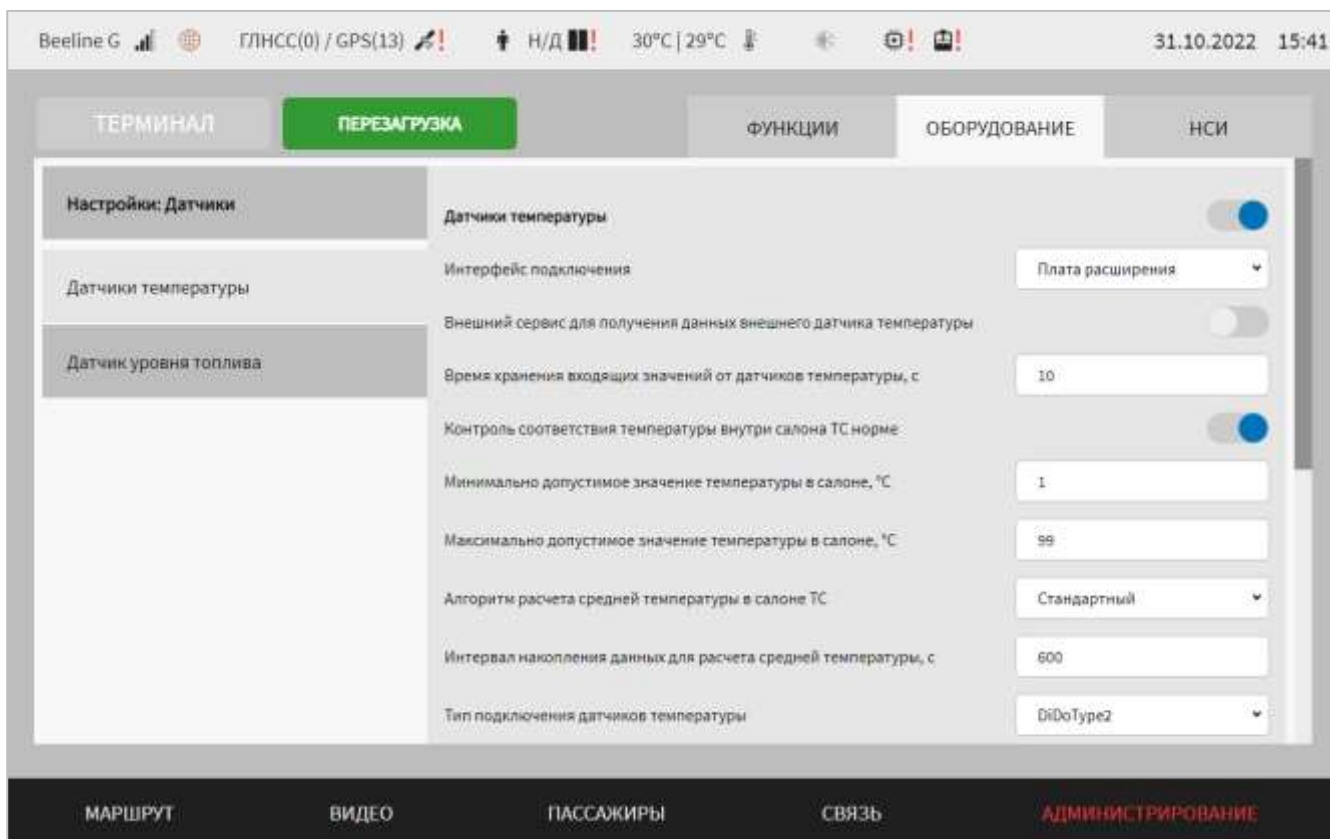 Beeline G ГЛНСС(0) / GPS(13) ! Н/Д ! 30°C | 29°C ! ! 31.10.2022 15:41
ТЕРМИНАЛ ПЕРЕЗАГРУЗКА ФУНКЦИИ ОБОРУДОВАНИЕ НСИ
Настройки: Датчики
Датчики температуры
Датчик уровня топлива
Датчики температуры
Интерфейс подключения Плата расширения
Внешний сервис для получения данных внешнего датчика температуры
Время хранения входящих значений от датчиков температуры, с 10
Контроль соответствия температуры внутри салона ТС норме
Минимально допустимое значение температуры в салоне, °C 1
Максимально допустимое значение температуры в салоне, °C 99
Алгоритм расчета средней температуры в салоне ТС Стандартный
Интервал накопления данных для расчета средней температуры, с 600
Тип подключения датчиков температуры DiDoType2
МАРШРУТ ВИДЕО ПАССАЖИРЫ СВЯЗЬ АДМИНИСТРИРОВАНИЕ